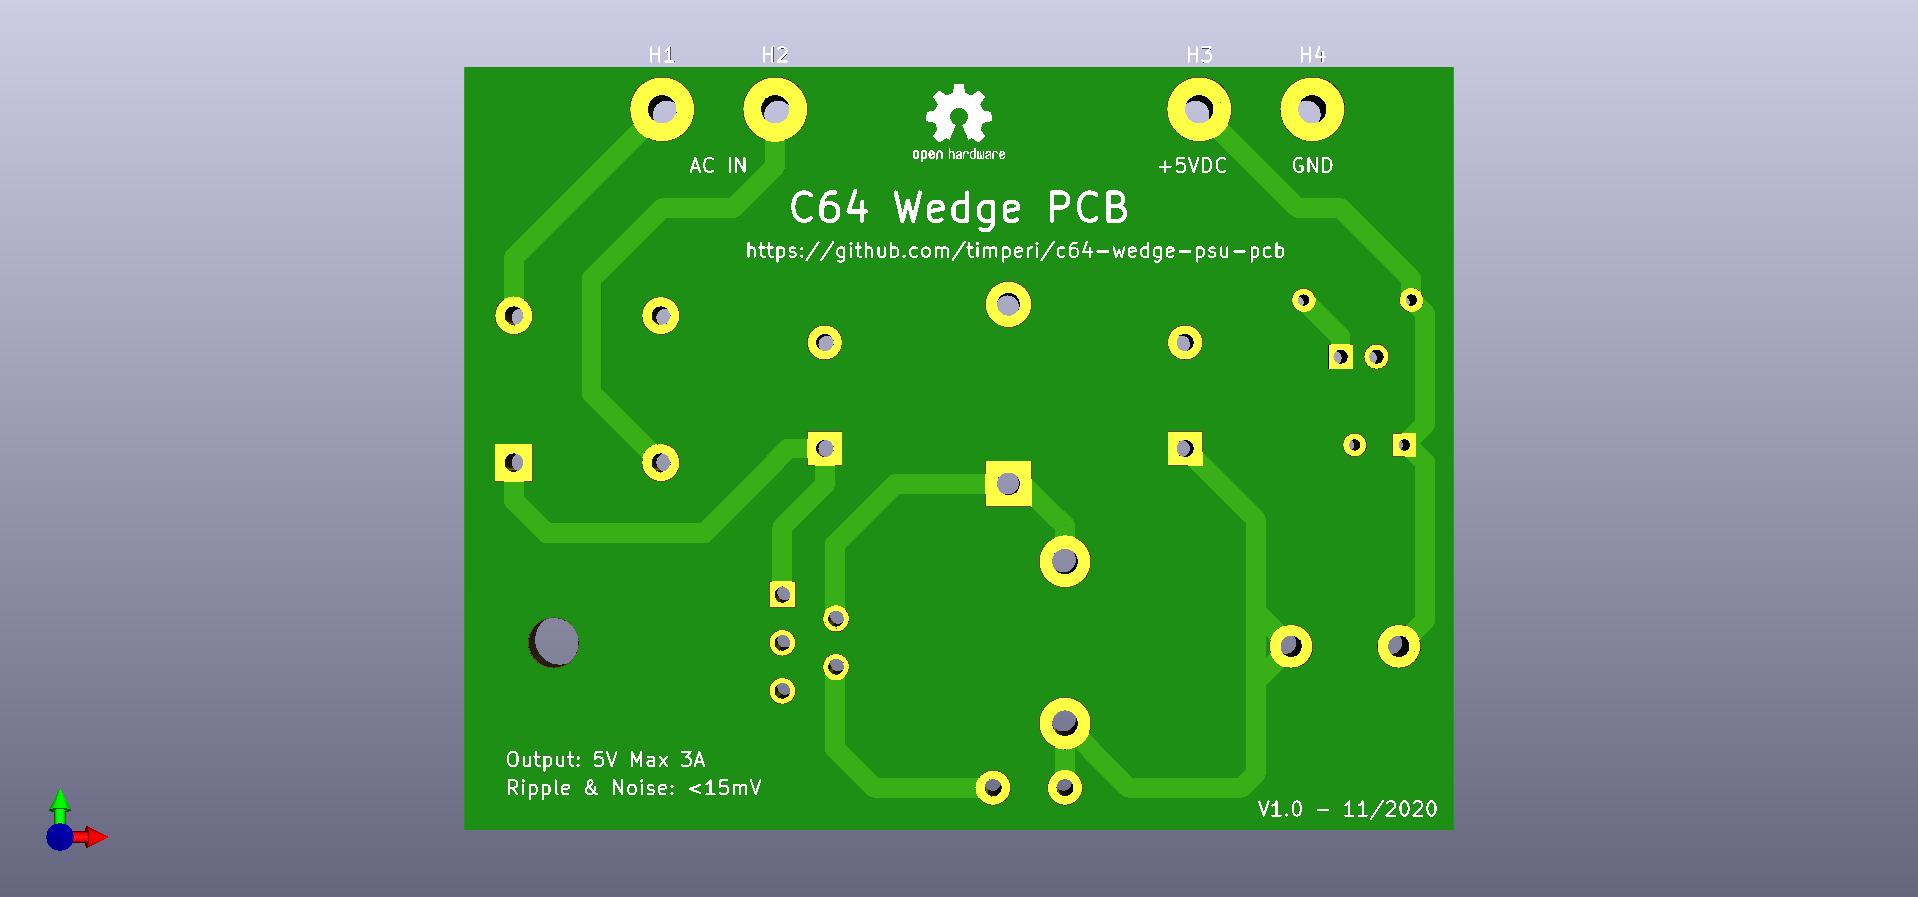 H1 H2 H3 H4
open hardware
AC IN +5VDC GND
C64 Wedge PCB
https://github.com/timperi/c64-wedge-psu-pcb
Output: 5V Max 3A
Ripple & Noise: <15mV
V1.0 - 11/2020